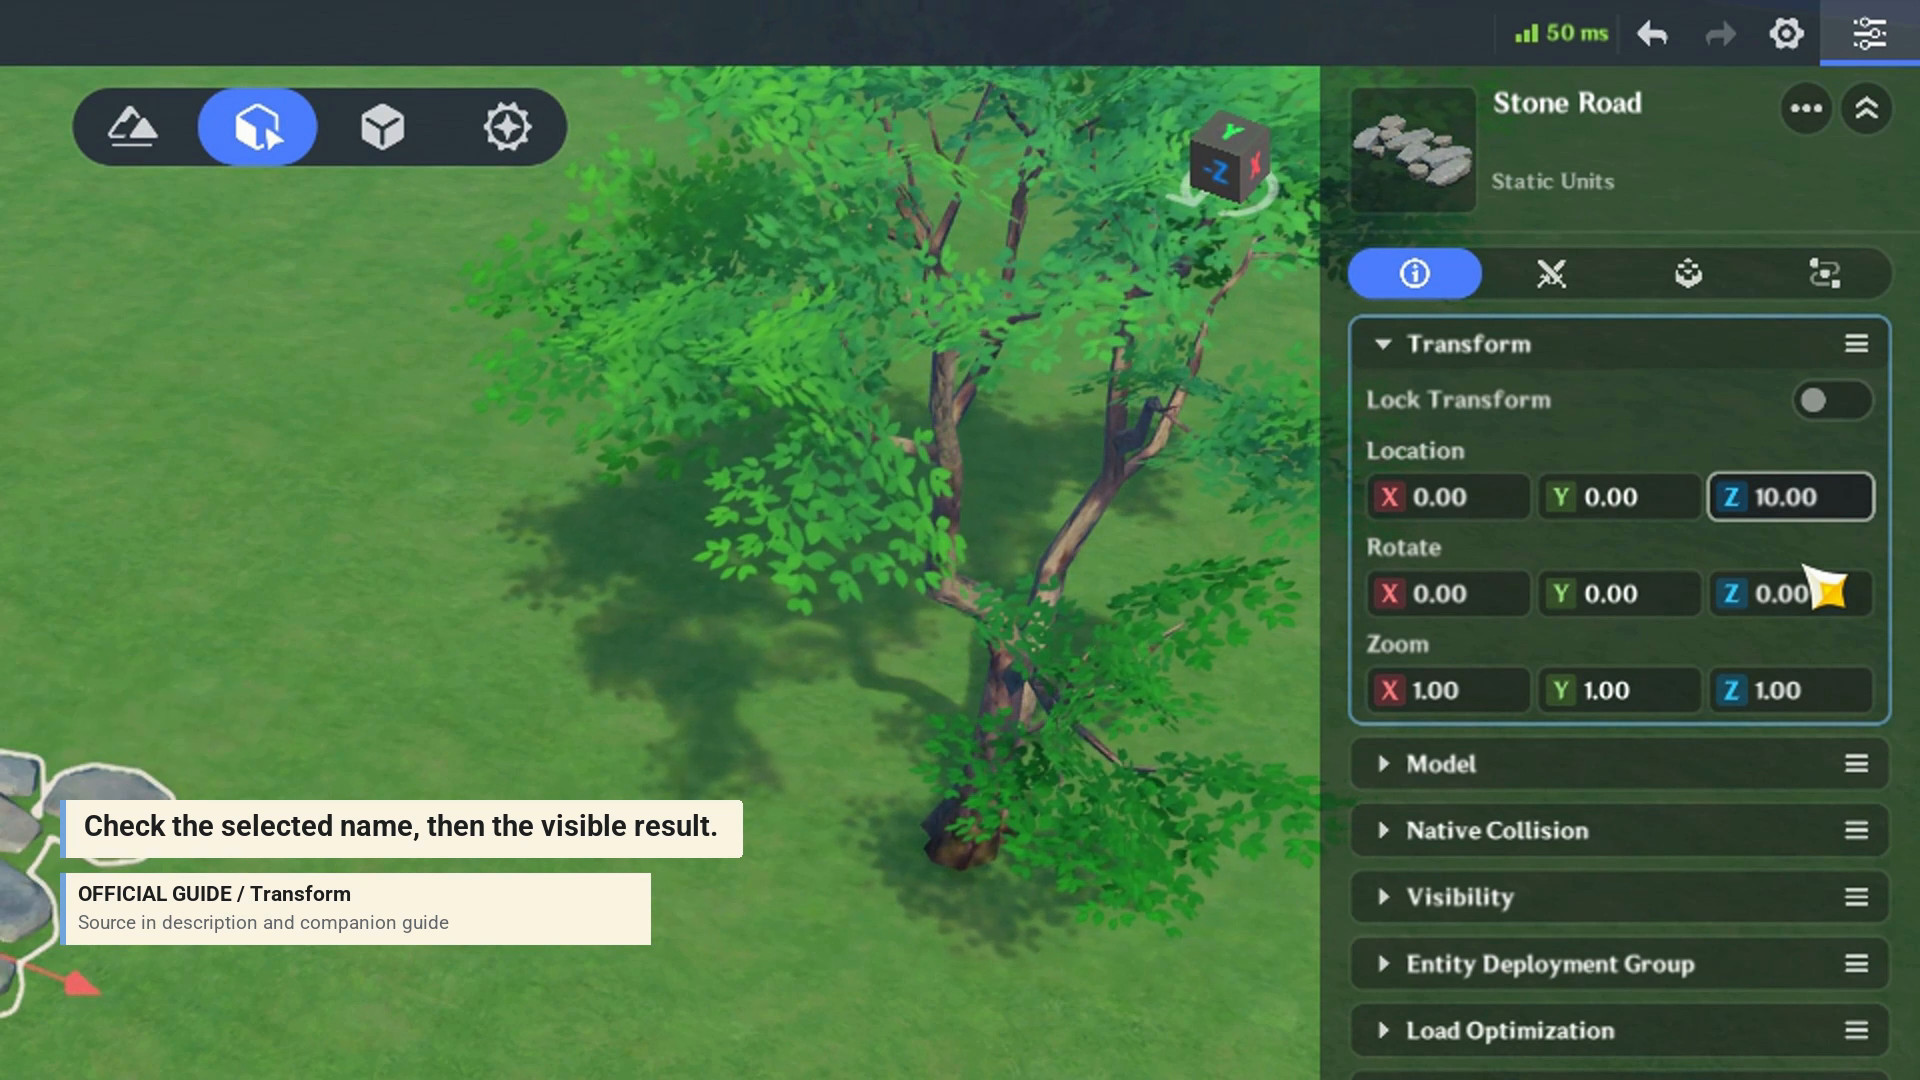 50 ms
Y
-Z
X
Stone Road
Static Units
Transform
Lock Transform
Location
X 0.00 Y 0.00 Z 10.00
Rotate
X 0.00 Y 0.00 Z 0.00
Zoom
X 1.00 Y 1.00 Z 1.00
Model
Native Collision
Visibility
Entity Deployment Group
Load Optimization
Check the selected name, then the visible result.
OFFICIAL GUIDE / Transform
Source in description and companion guide